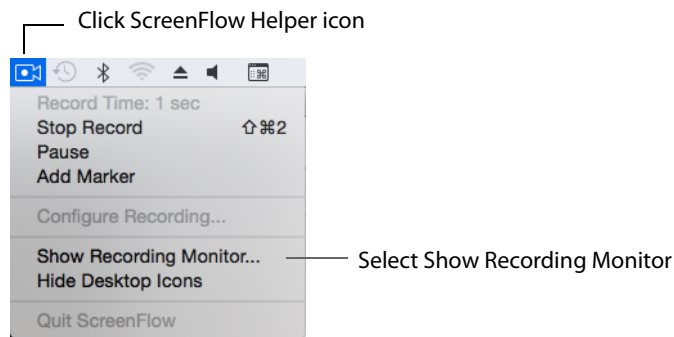 Click ScreenFlow Helper icon
Record Time: 1 sec
Stop Record ⇧⌘2
Pause
Add Marker
Configure Recording...
Show Recording Monitor...
Select Show Recording Monitor
Hide Desktop Icons
Quit ScreenFlow